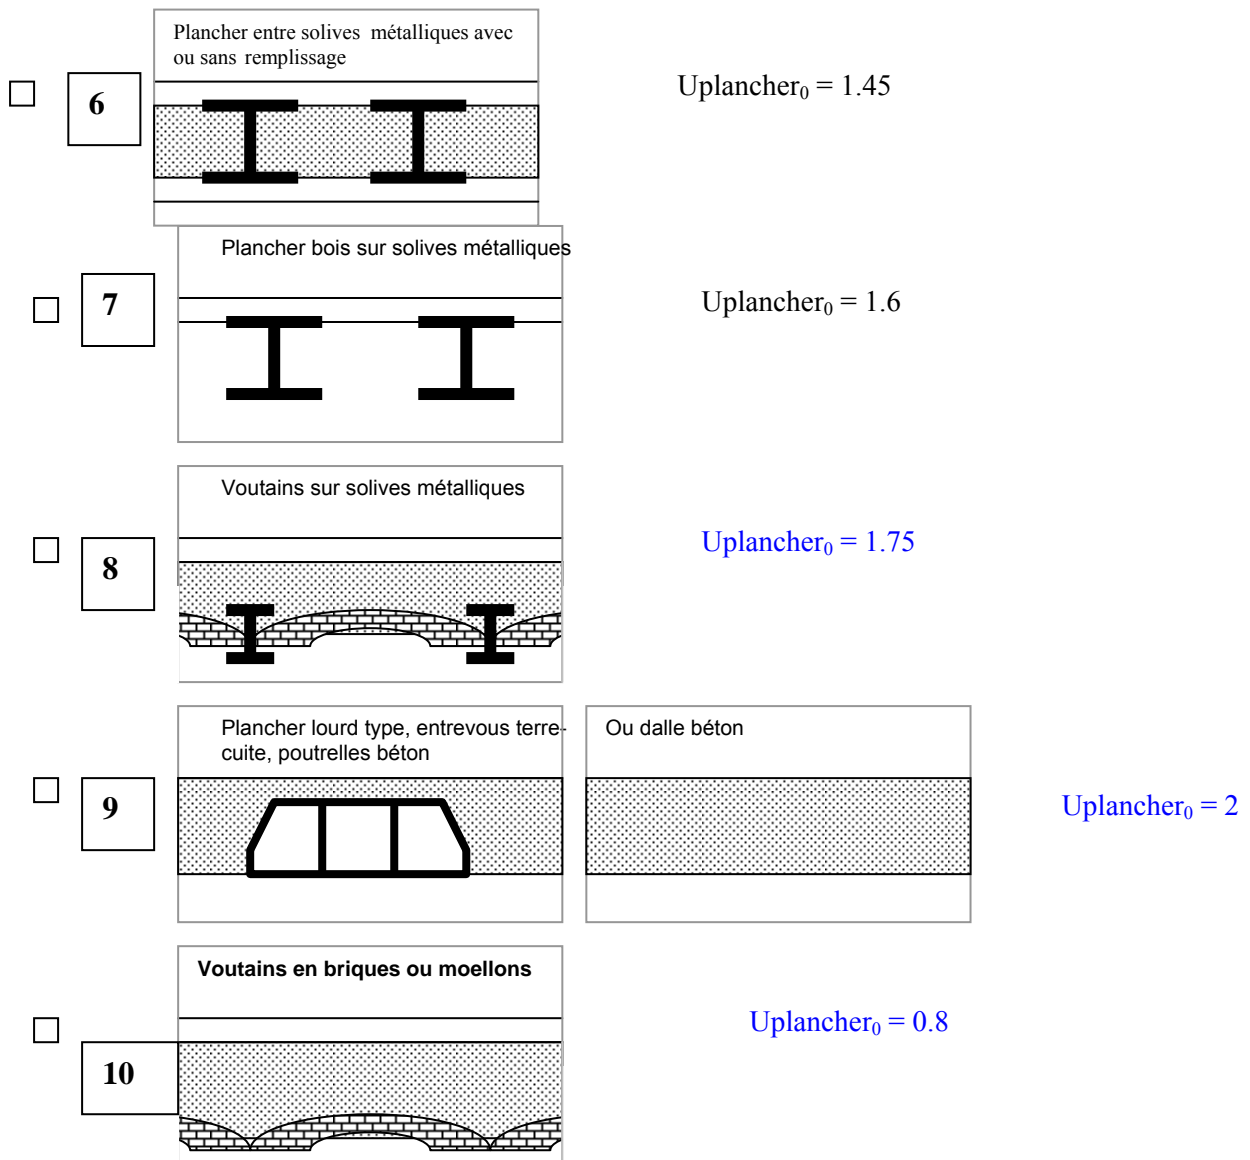 Plancher entre solives métalliques avec
ou sans remplissage
6
Uplancher₀ = 1.45
Plancher bois sur solives métalliques
7
Uplancher₀ = 1.6
Voutains sur solives métalliques
8
Uplancher₀ = 1.75
Plancher lourd type, entrevous terre-
cuite, poutrelles béton
Ou dalle béton
9
Uplancher₀ = 2
Voutains en briques ou moellons
10
Uplancher₀ = 0.8